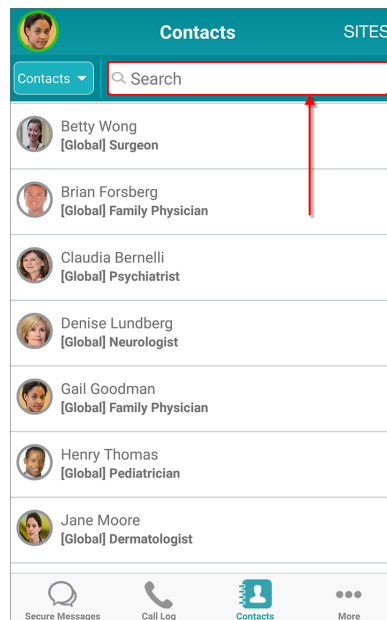 Contacts
SITES
Contacts
Search
Betty Wong
[Global] Surgeon
Brian Forsberg
[Global] Family Physician
Claudia Bernelli
[Global] Psychiatrist
Denise Lundberg
[Global] Neurologist
Gail Goodman
[Global] Family Physician
Henry Thomas
[Global] Pediatrician
Jane Moore
[Global] Dermatologist
Secure Messages
Call Log
Contacts
More